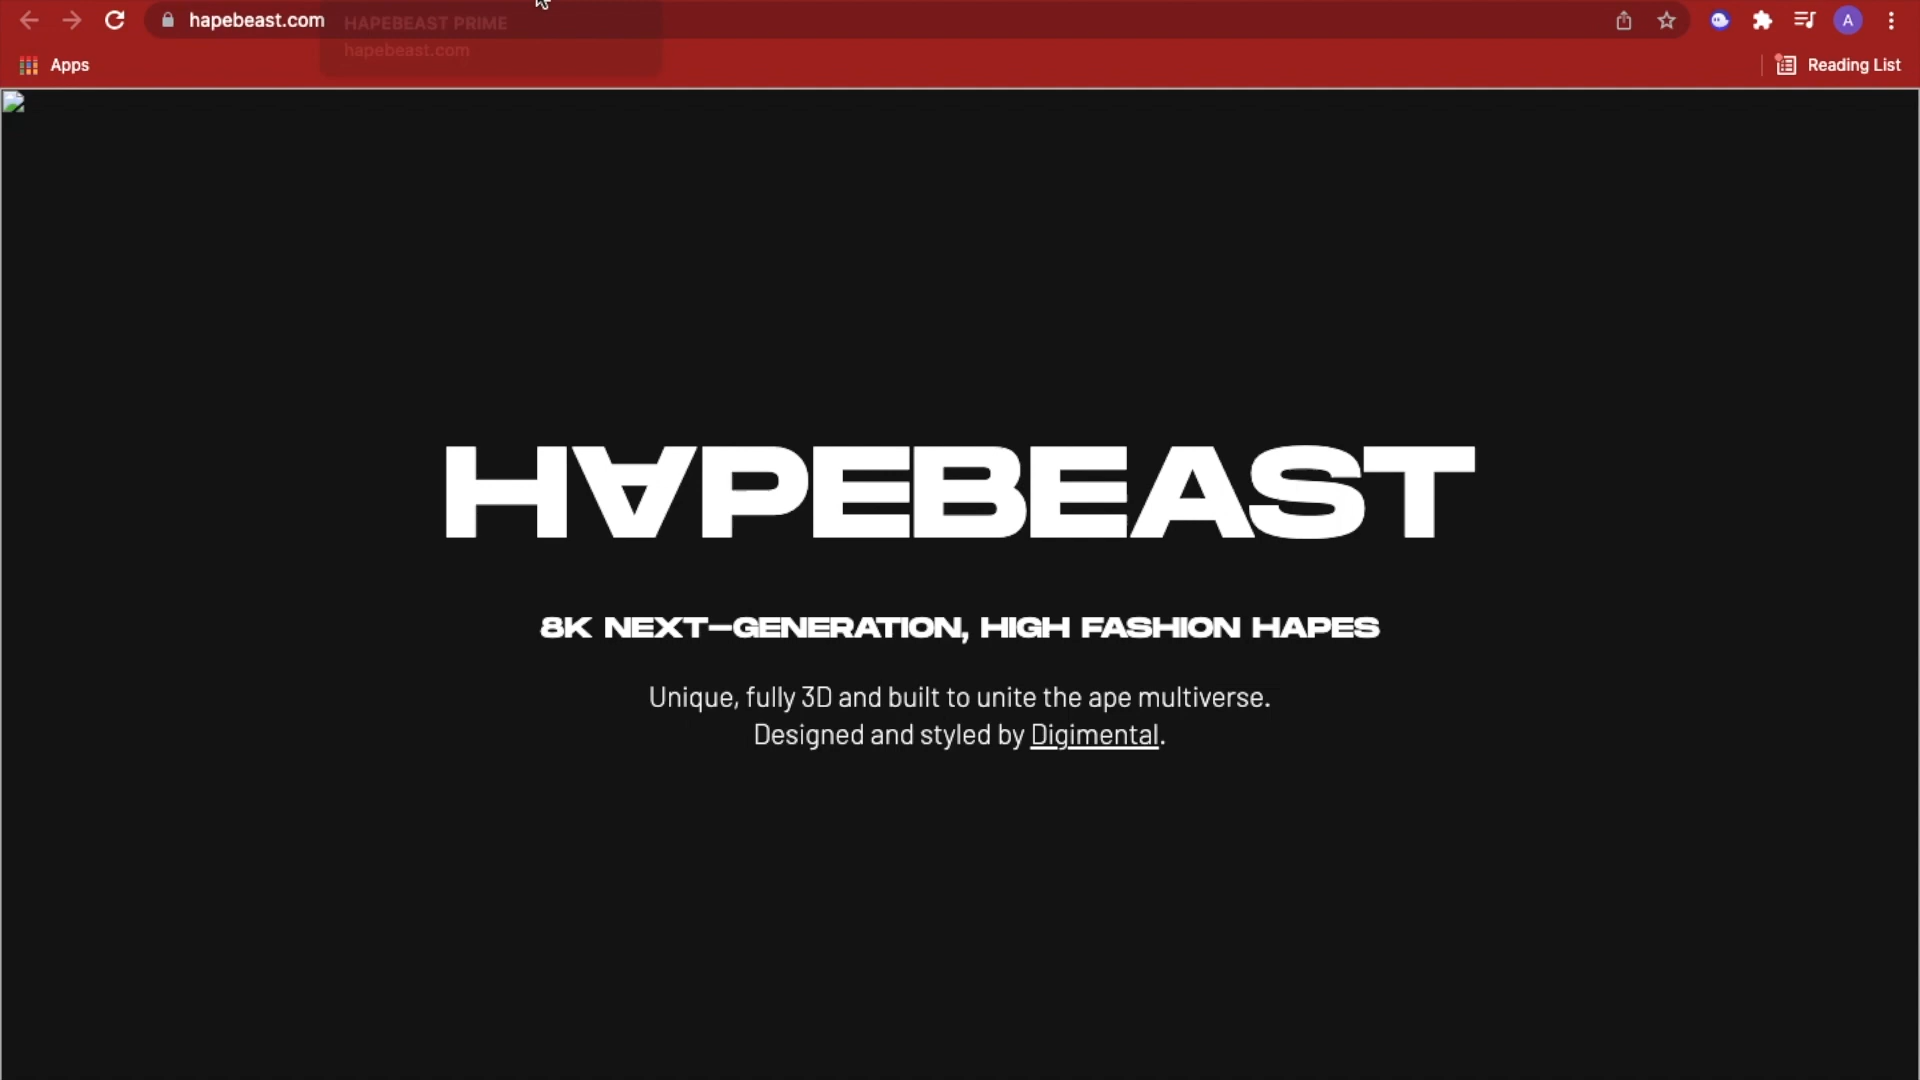 hapebeast.com
HAPEBEAST PRIME
hapebeast.com
A
Apps
Reading List
H∀PEBEAST
8K NEXT-GENERATION, HIGH FASHION HAPES
Unique, fully 3D and built to unite the ape multiverse.
Designed and styled by Digimental.